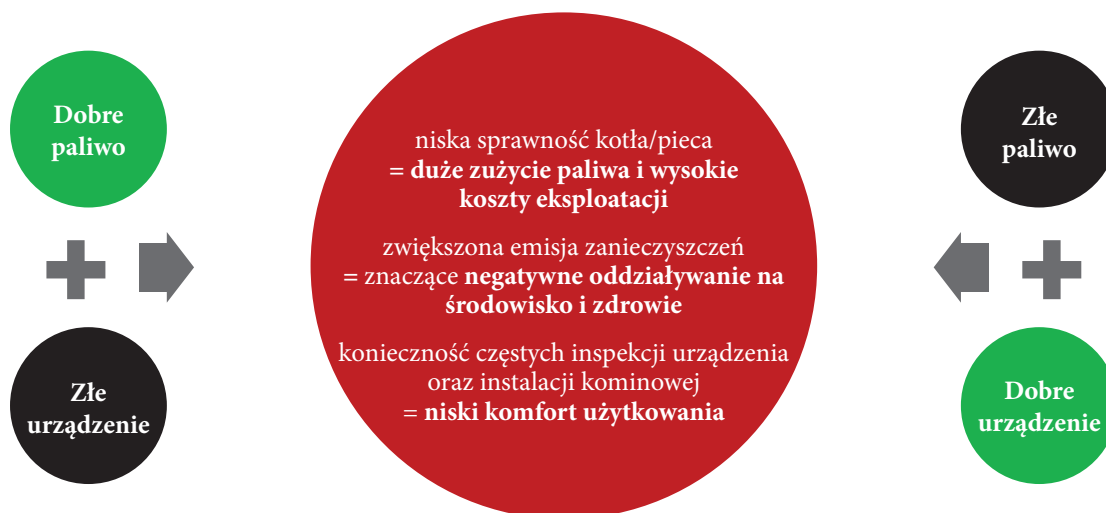 Dobre
paliwo
Złe
urządzenie
niska sprawność kotła/pieca
= duże zużycie paliwa i wysokie
koszty eksploatacji
zwiększona emisja zanieczyszczeń
= znaczące negatywne oddziaływanie na
środowisko i zdrowie
konieczność częstych inspekcji urządzenia
oraz instalacji kominowej
= niski komfort użytkowania
Złe
paliwo
Dobre
urządzenie